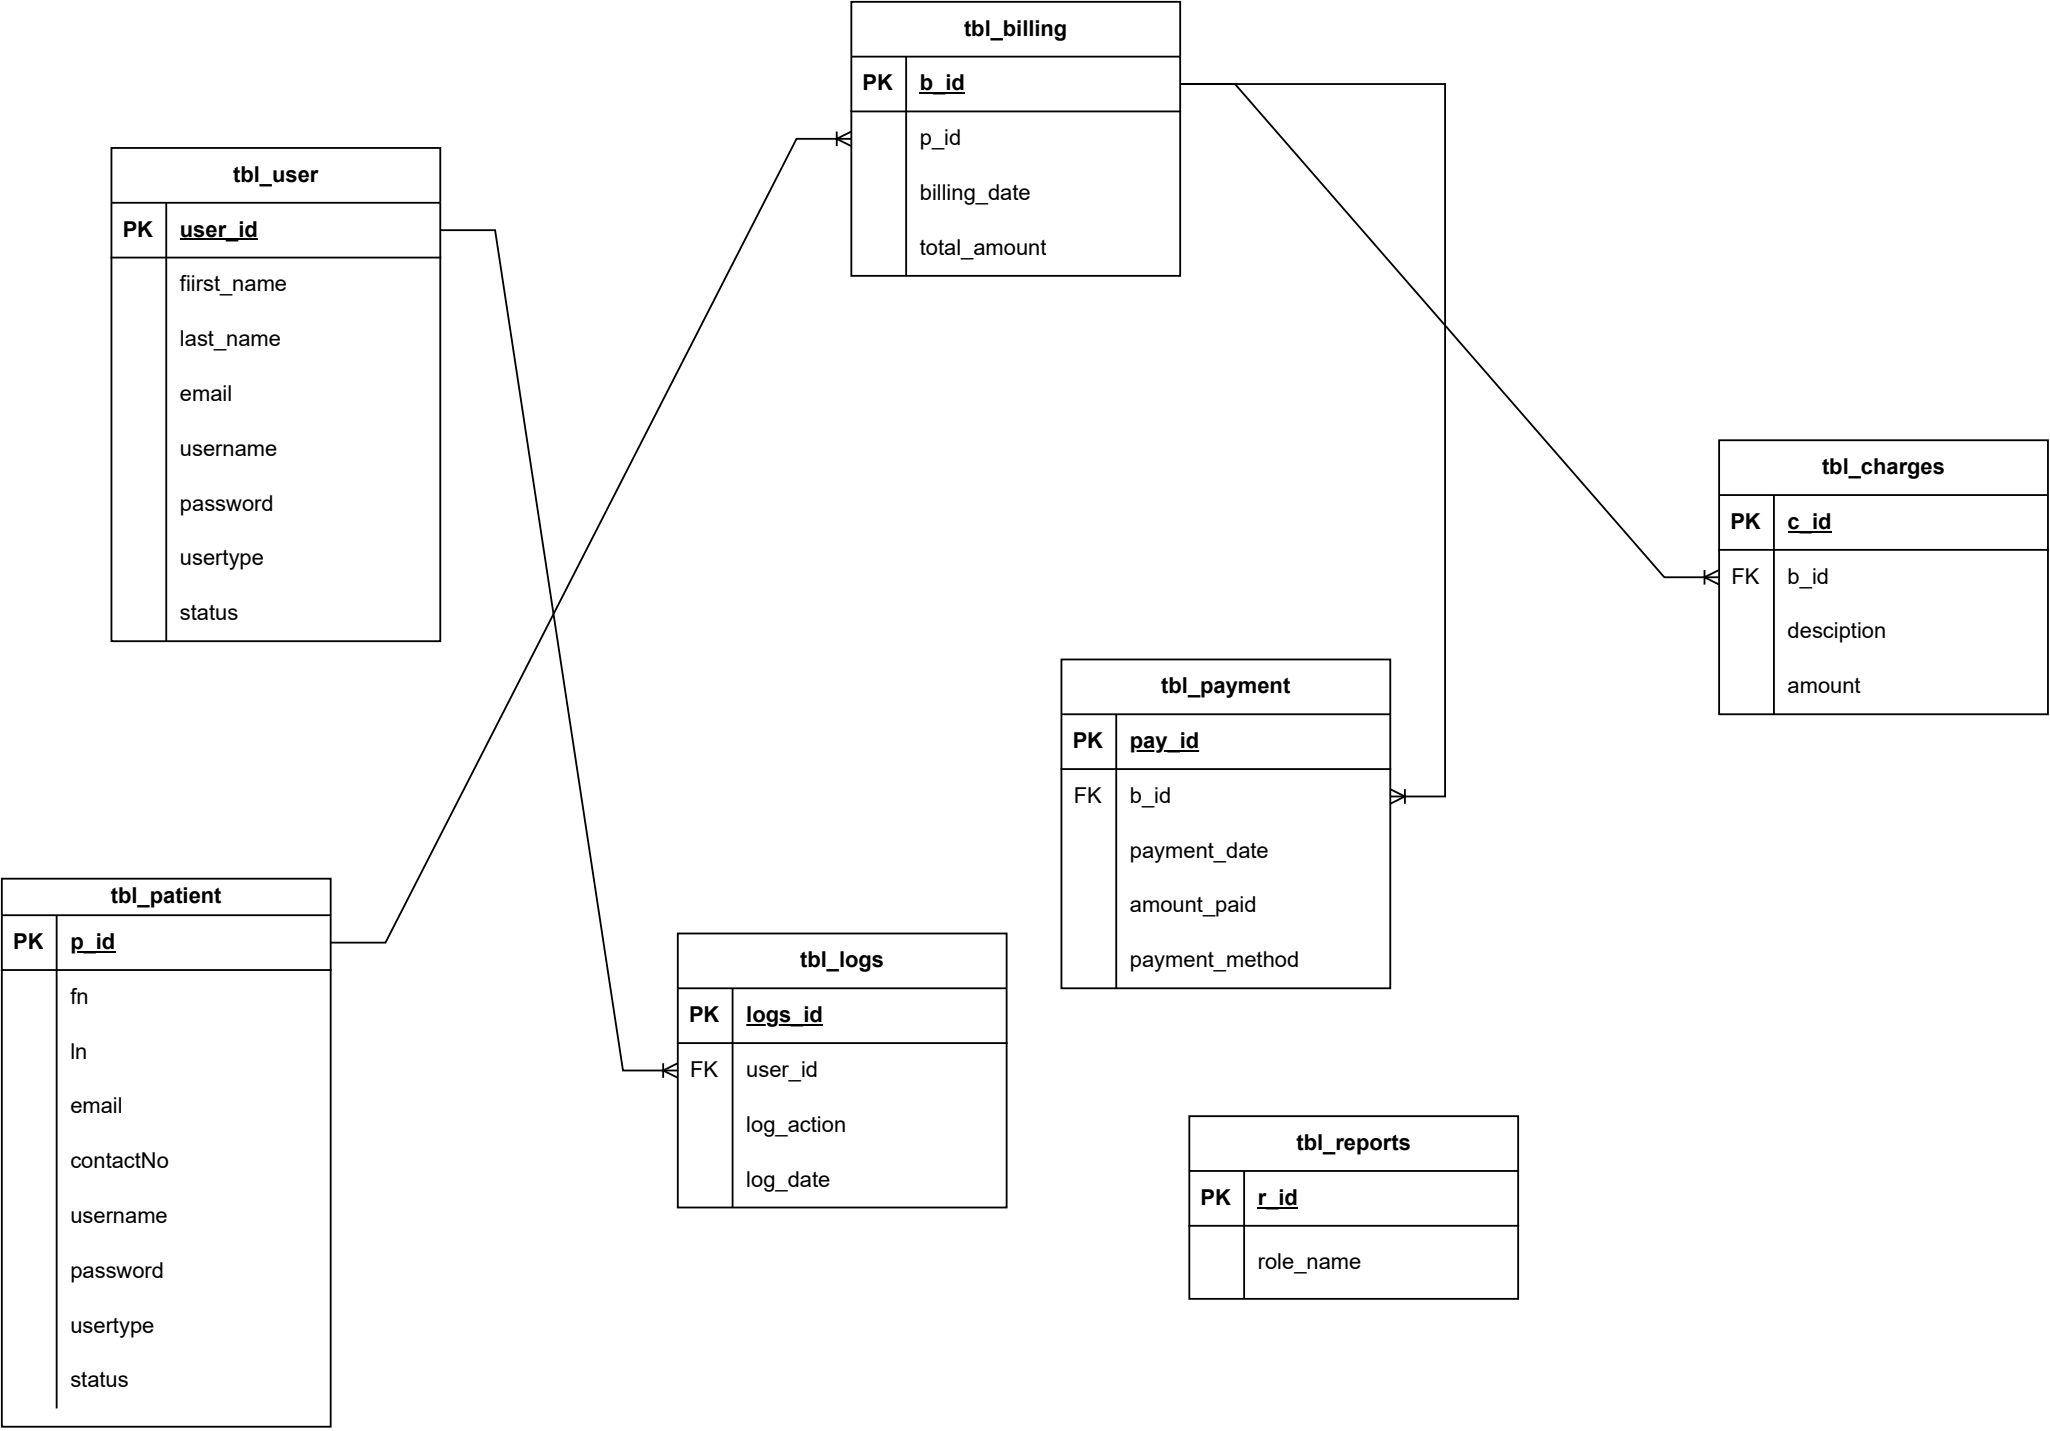 tbl_billing
PK b_id
p_id
billing_date
total_amount
tbl_user
PK user_id
fiirst_name
last_name
email
username
password
usertype
status
tbl_charges
PK c_id
FK b_id
desciption
amount
tbl_payment
PK pay_id
FK b_id
payment_date
amount_paid
payment_method
tbl_patient
PK p_id
fn
ln
email
contactNo
username
password
usertype
status
tbl_logs
PK logs_id
FK user_id
log_action
log_date
tbl_reports
PK r_id
role_name